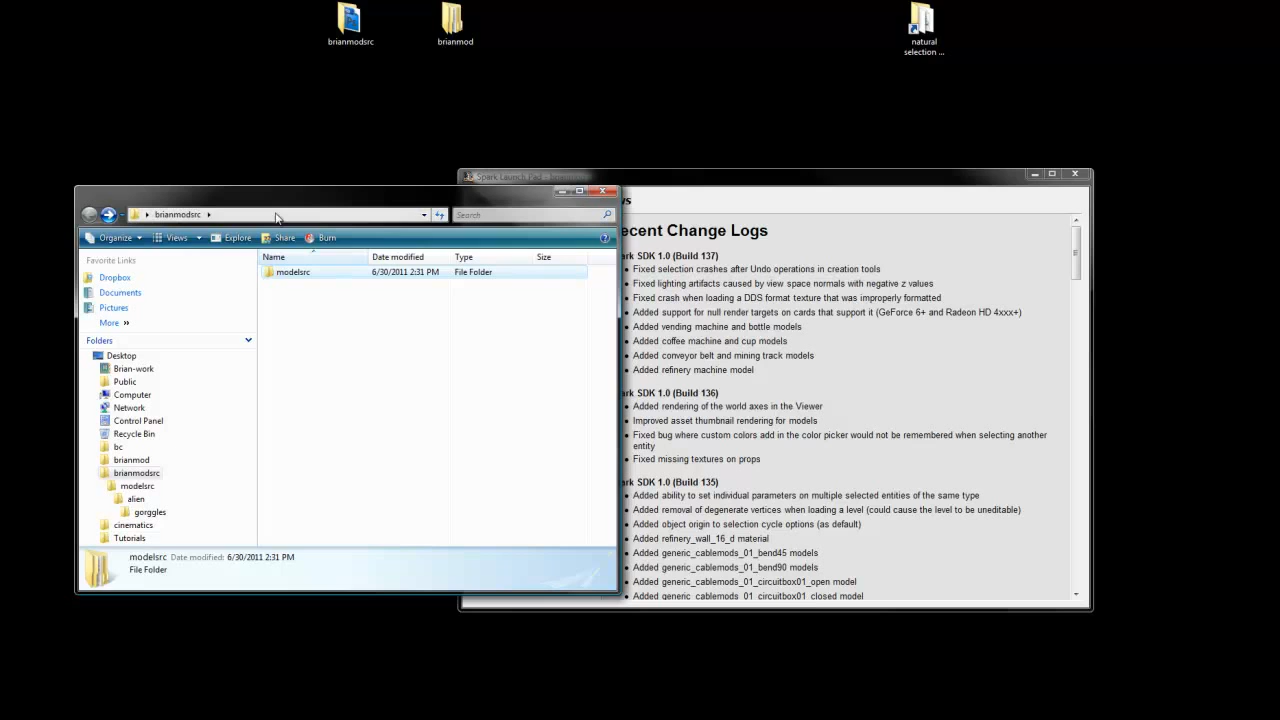 brianmodsrc
brianmod
natural
selection ...
brianmodsrc
Search
Organize
Views
Explore
Share
Burn
Favorite Links
Dropbox
Documents
Pictures
More »
Folders
Desktop
Brian-work
Public
Computer
Network
Control Panel
Recycle Bin
bc
brianmod
brianmodsrc
modelsrc
alien
gorggles
cinematics
Tutorials
Name Date modified Type Size
modelsrc 6/30/2011 2:31 PM File Folder
modelsrc Date modified: 6/30/2011 2:31 PM
File Folder
Spark Launch Pad -
ecent Change Logs
ark SDK 1.0 (Build 137)
Fixed selection crashes after Undo operations in creation tools
Fixed lighting artifacts caused by view space normals with negative z values
Fixed crash when loading a DDS format texture that was improperly formatted
Added support for null render targets on cards that support it (GeForce 6+ and Radeon HD 4xxx+)
Added vending machine and bottle models
Added coffee machine and cup models
Added conveyor belt and mining track models
Added refinery machine model
ark SDK 1.0 (Build 136)
Added rendering of the world axes in the Viewer
Improved asset thumbnail rendering for models
Fixed bug where custom colors add in the color picker would not be remembered when selecting another
entity
Fixed missing textures on props
ark SDK 1.0 (Build 135)
Added ability to set individual parameters on multiple selected entities of the same type
Added removal of degenerate vertices when loading a level (could cause the level to be uneditable)
Added object origin to selection cycle options (as default)
Added refinery_wall_16_d material
Added generic_cablemods_01_bend45 models
Added generic_cablemods_01_bend90 models
Added generic_cablemods_01_circuitbox01_open model
Added generic_cablemods_01_circuitbox01_closed model